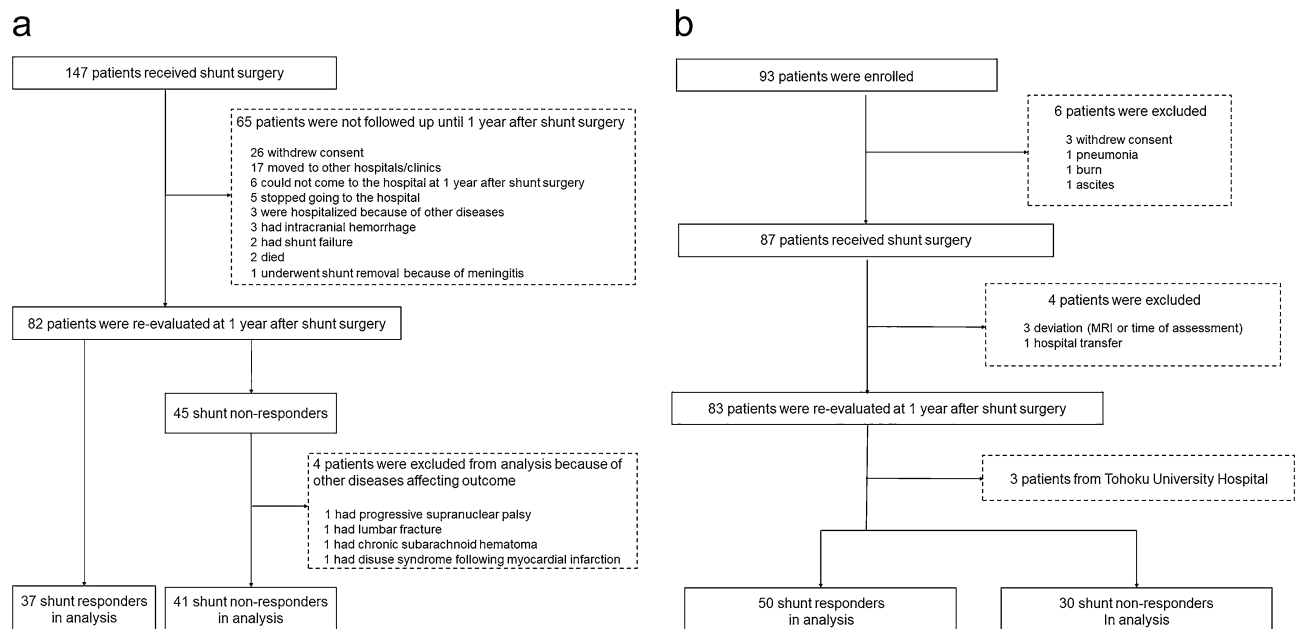 a
147 patients received shunt surgery
65 patients were not followed up until 1 year after shunt surgery
26 withdrew consent
17 moved to other hospitals/clinics
6 could not come to the hospital at 1 year after shunt surgery
5 stopped going to the hospital
3 were hospitalized because of other diseases
3 had intracranial hemorrhage
2 had shunt failure
2 died
1 underwent shunt removal because of meningitis
82 patients were re-evaluated at 1 year after shunt surgery
45 shunt non-responders
4 patients were excluded from analysis because of
other diseases affecting outcome
1 had progressive supranuclear palsy
1 had lumbar fracture
1 had chronic subarachnoid hematoma
1 had disuse syndrome following myocardial infarction
37 shunt responders
in analysis
41 shunt non-responders
in analysis
b
93 patients were enrolled
6 patients were excluded
3 withdrew consent
1 pneumonia
1 burn
1 ascites
87 patients received shunt surgery
4 patients were excluded
3 deviation (MRI or time of assessment)
1 hospital transfer
83 patients were re-evaluated at 1 year after shunt surgery
3 patients from Tohoku University Hospital
50 shunt responders
in analysis
30 shunt non-responders
In analysis